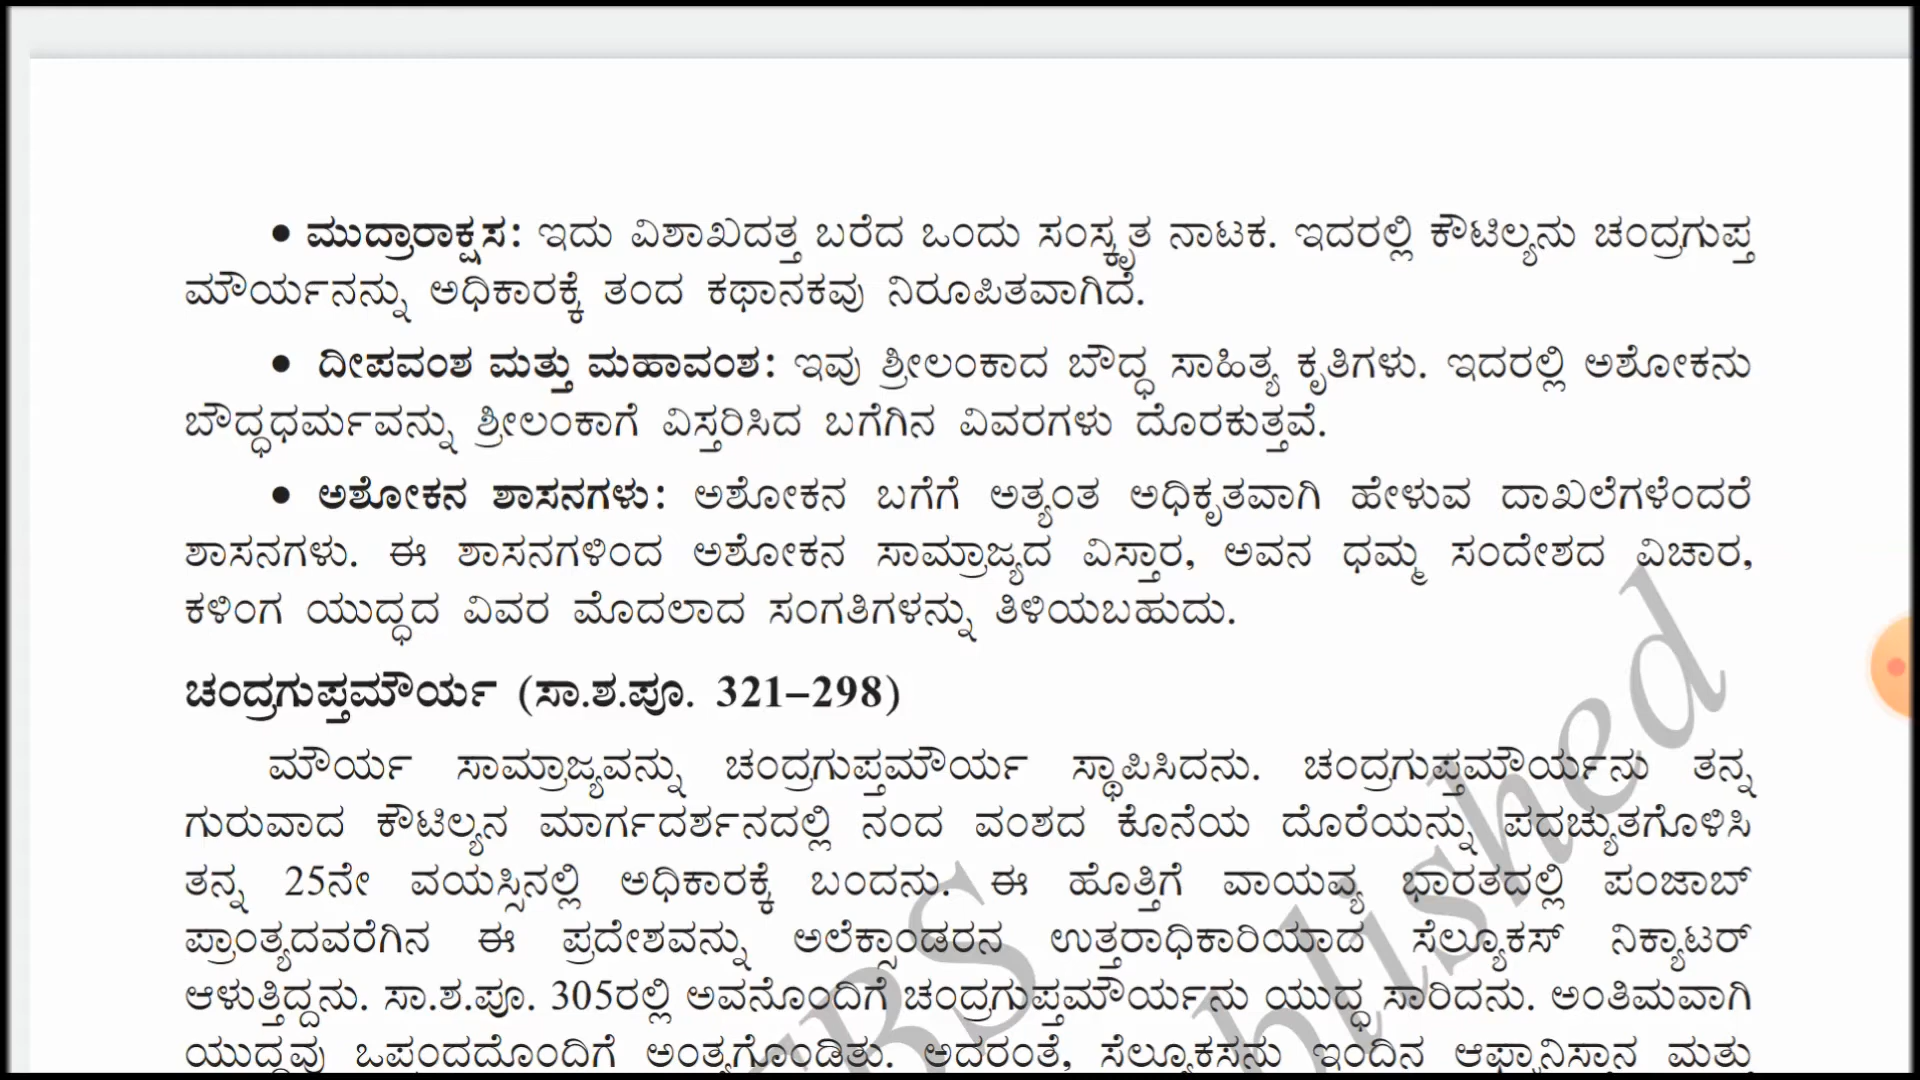 • ಮುದ್ರಾರಾಕ್ಷಸ: ಇದು ವಿಶಾಖದತ್ತ ಬರೆದ ಒಂದು ಸಂಸ್ಕೃತ ನಾಟಕ. ಇದರಲ್ಲಿ ಕೌಟಿಲ್ಯನು ಚಂದ್ರಗುಪ್ತ
ಮೌರ್ಯನನ್ನು ಅಧಿಕಾರಕ್ಕೆ ತಂದ ಕಥಾನಕವು ನಿರೂಪಿತವಾಗಿದೆ.
• ದೀಪವಂಶ ಮತ್ತು ಮಹಾವಂಶ: ಇವು ಶ್ರೀಲಂಕಾದ ಬೌದ್ಧ ಸಾಹಿತ್ಯ ಕೃತಿಗಳು. ಇದರಲ್ಲಿ ಅಶೋಕನು
ಬೌದ್ಧಧರ್ಮವನ್ನು ಶ್ರೀಲಂಕಾಗೆ ವಿಸ್ತರಿಸಿದ ಬಗೆಗಿನ ವಿವರಗಳು ದೊರಕುತ್ತವೆ.
• ಅಶೋಕನ ಶಾಸನಗಳು: ಅಶೋಕನ ಬಗೆಗೆ ಅತ್ಯಂತ ಅಧಿಕೃತವಾಗಿ ಹೇಳುವ ದಾಖಲೆಗಳೆಂದರೆ
ಶಾಸನಗಳು. ಈ ಶಾಸನಗಳಿಂದ ಅಶೋಕನ ಸಾಮ್ರಾಜ್ಯದ ವಿಸ್ತಾರ, ಅವನ ಧಮ್ಮ ಸಂದೇಶದ ವಿಚಾರ,
ಕಳಿಂಗ ಯುದ್ಧದ ವಿವರ ಮೊದಲಾದ ಸಂಗತಿಗಳನ್ನು ತಿಳಿಯಬಹುದು.
ಚಂದ್ರಗುಪ್ತಮೌರ್ಯ (ಸಾ.ಶ.ಪೂ. 321–298)
ಮೌರ್ಯ ಸಾಮ್ರಾಜ್ಯವನ್ನು ಚಂದ್ರಗುಪ್ತಮೌರ್ಯ ಸ್ಥಾಪಿಸಿದನು. ಚಂದ್ರಗುಪ್ತಮೌರ್ಯನು ತನ್ನ
ಗುರುವಾದ ಕೌಟಿಲ್ಯನ ಮಾರ್ಗದರ್ಶನದಲ್ಲಿ ನಂದ ವಂಶದ ಕೊನೆಯ ದೊರೆಯನ್ನು ಪದಚ್ಯುತಗೊಳಿಸಿ
ತನ್ನ 25ನೇ ವಯಸ್ಸಿನಲ್ಲಿ ಅಧಿಕಾರಕ್ಕೆ ಬಂದನು. ಈ ಹೊತ್ತಿಗೆ ವಾಯವ್ಯ ಭಾರತದಲ್ಲಿ ಪಂಜಾಬ್
ಪ್ರಾಂತ್ಯದವರೆಗಿನ ಈ ಪ್ರದೇಶವನ್ನು ಅಲೆಕ್ಸಾಂಡರನ ಉತ್ತರಾಧಿಕಾರಿಯಾದ ಸೆಲ್ಯೂಕಸ್ ನಿಕ್ಯಾಟರ್
ಆಳುತ್ತಿದ್ದನು. ಸಾ.ಶ.ಪೂ. 305ರಲ್ಲಿ ಅವನೊಂದಿಗೆ ಚಂದ್ರಗುಪ್ತಮೌರ್ಯನು ಯುದ್ಧ ಸಾರಿದನು. ಅಂತಿಮವಾಗಿ
ಯುದ್ಧವು ಒಪ್ಪಂದದೊಂದಿಗೆ ಅಂತ್ಯಗೊಂಡಿತು. ಅದರಂತೆ, ಸೆಲ್ಯೂಕಸನು ಇಂದಿನ ಆಫ್ಘಾನಿಸ್ತಾನ ಮತ್ತು
TBS
blished